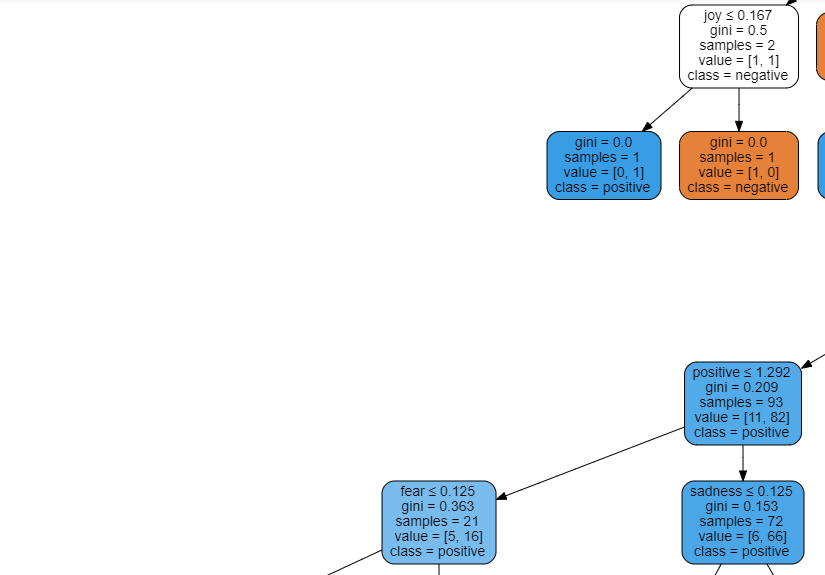 joy ≤ 0.167
gini = 0.5
samples = 2
value = [1, 1]
class = negative
gini = 0.0
samples = 1
value = [0, 1]
class = positive
gini = 0.0
samples = 1
value = [1, 0]
class = negative
positive ≤ 1.292
gini = 0.209
samples = 93
value = [11, 82]
class = positive
fear ≤ 0.125
gini = 0.363
samples = 21
value = [5, 16]
class = positive
sadness ≤ 0.125
gini = 0.153
samples = 72
value = [6, 66]
class = positive